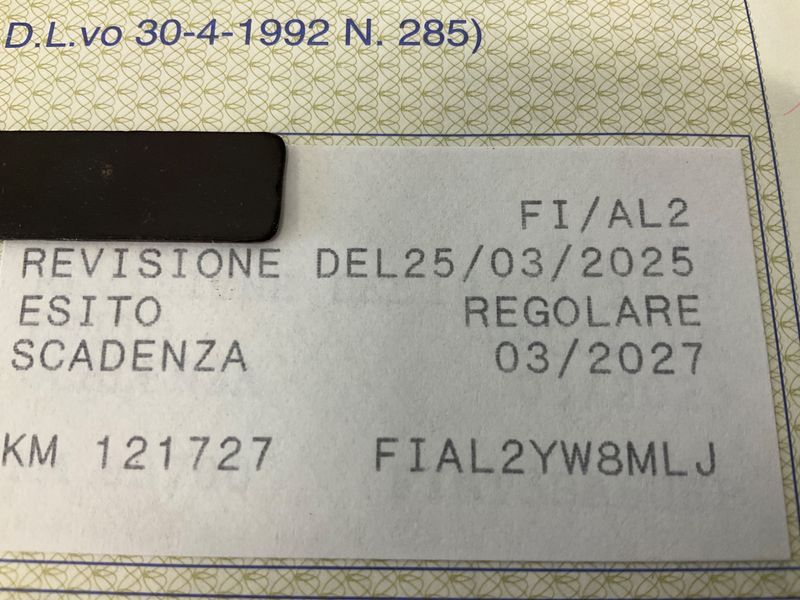 D.L.vo 30-4-1992 N. 285)
FI/AL2
REVISIONE DEL25/03/2025
ESITO REGOLARE
SCADENZA 03/2027
KM 121727 FIAL2YW8MLJ